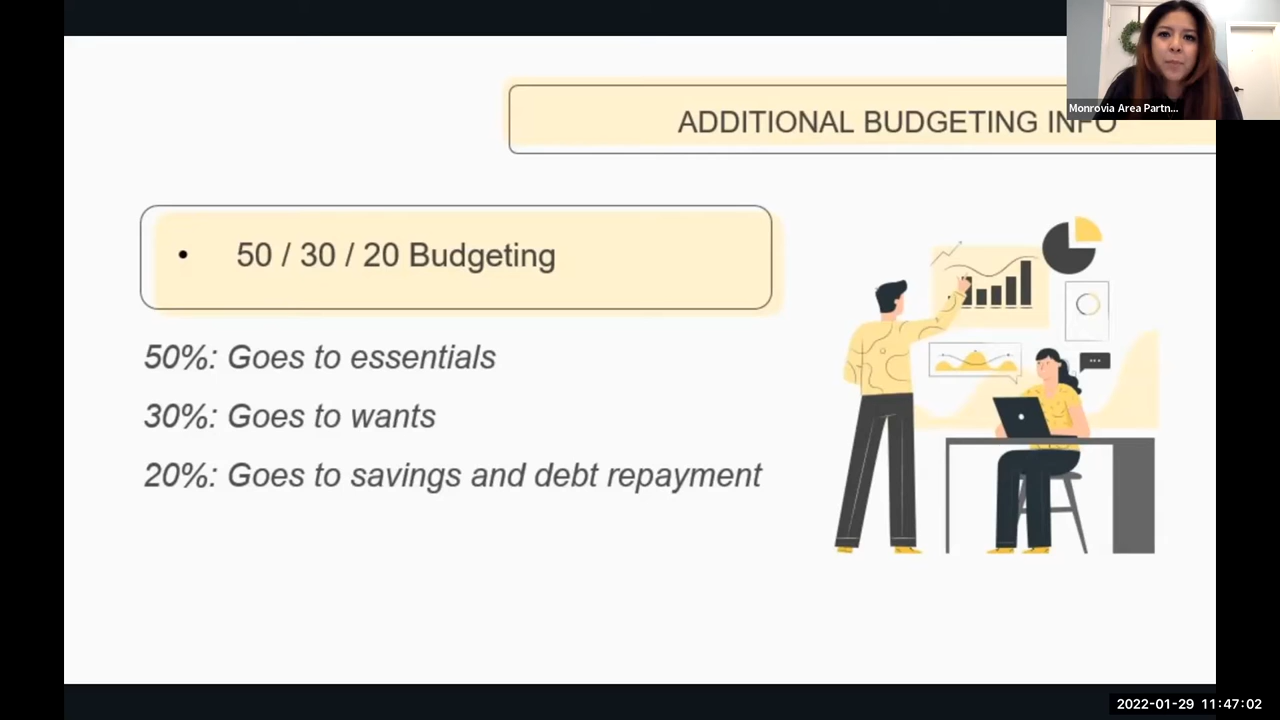 Monrovia Area Partn...
ADDITIONAL BUDGETING INFO
• 50 / 30 / 20 Budgeting
50%: Goes to essentials
30%: Goes to wants
20%: Goes to savings and debt repayment
2022-01-29 11:47:02